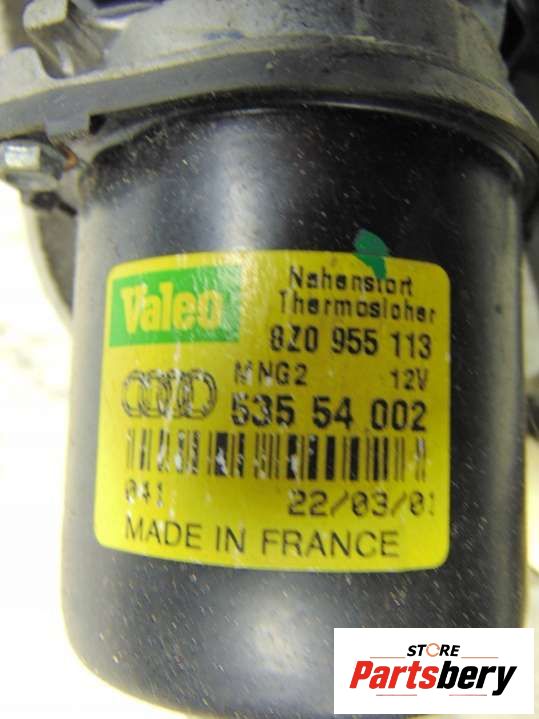 Valeo
Nahenstort
Thermosicher
8Z0 955 113
MNG2 12V
535 54 002
041 22/03/01
MADE IN FRANCE
STORE
Partsbery